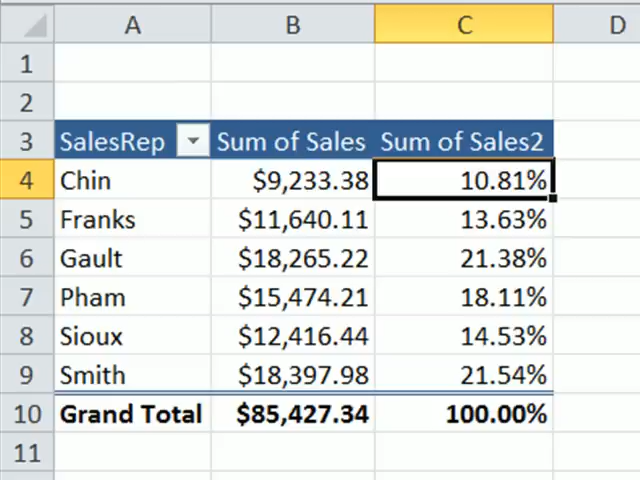 A B C D
1
2
3 SalesRep Sum of Sales Sum of Sales2
4 Chin $9,233.38 10.81%
5 Franks $11,640.11 13.63%
6 Gault $18,265.22 21.38%
7 Pham $15,474.21 18.11%
8 Sioux $12,416.44 14.53%
9 Smith $18,397.98 21.54%
10 Grand Total $85,427.34 100.00%
11